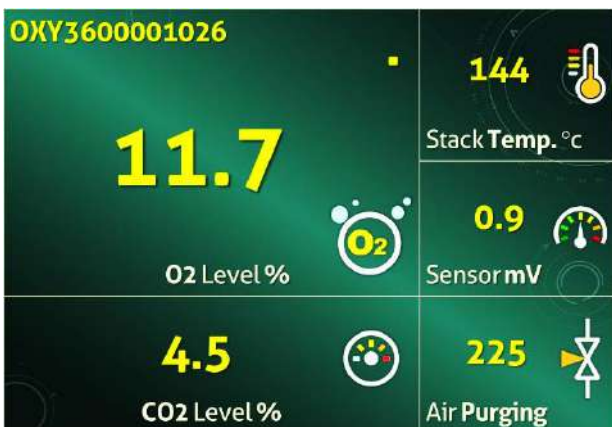 OXY3600001026
11.7
O2
O2 Level %
144
Stack Temp. °c
0.9
Sensor mV
4.5
CO2 Level %
225
Air Purging